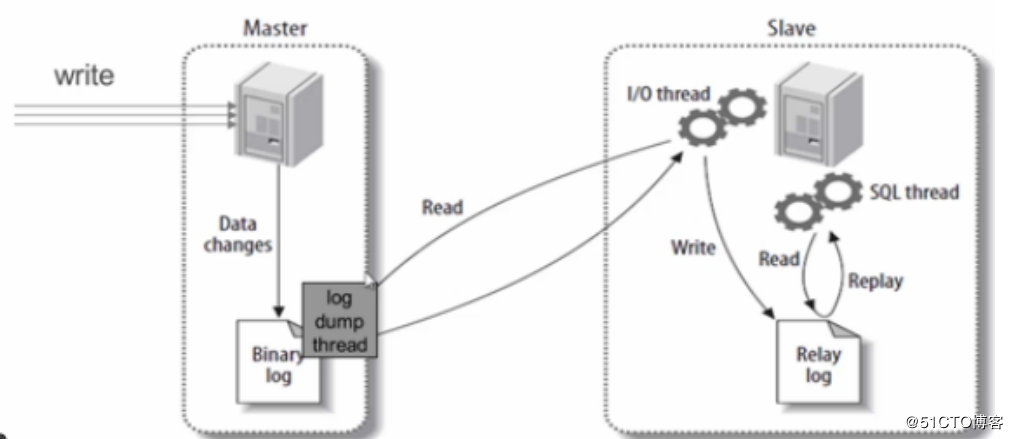 Master
Slave
write
I/O thread
SQL thread
Read
Data
changes
Write
Read
Replay
log
dump
thread
Binary
log
Relay
log
@51CTO博客